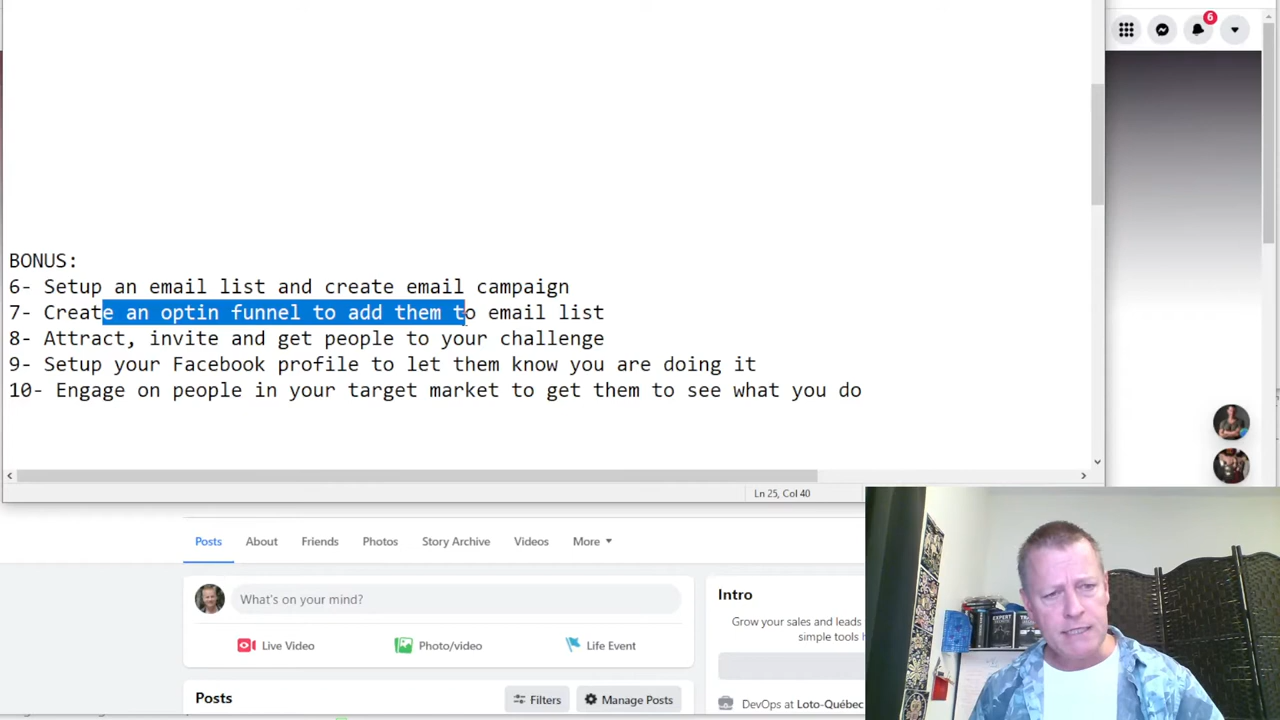 6
BONUS:
6- Setup an email list and create email campaign
7- Create an optin funnel to add them to email list
8- Attract, invite and get people to your challenge
9- Setup your Facebook profile to let them know you are doing it
10- Engage on people in your target market to get them to see what you do
Ln 25, Col 40
Posts About Friends Photos Story Archive Videos More
What's on your mind?
Live Video Photo/video Life Event
Posts Filters Manage Posts
Intro
Grow your sales and leads
simple tools
DevOps at Loto-Québec
EXPERT